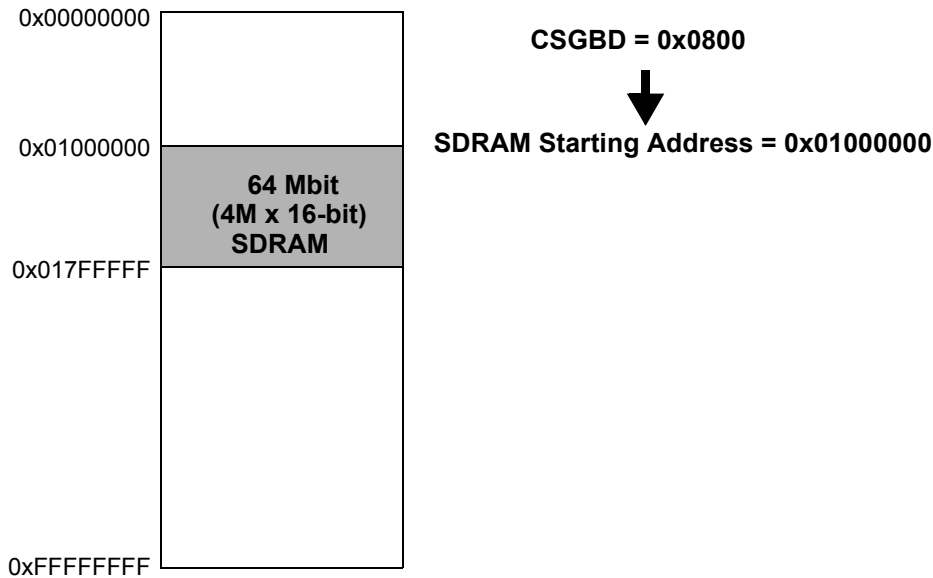 0x00000000
CSGBD = 0x0800
0x01000000
SDRAM Starting Address = 0x01000000
64 Mbit
(4M x 16-bit)
SDRAM
0x017FFFFF
0xFFFFFFFF